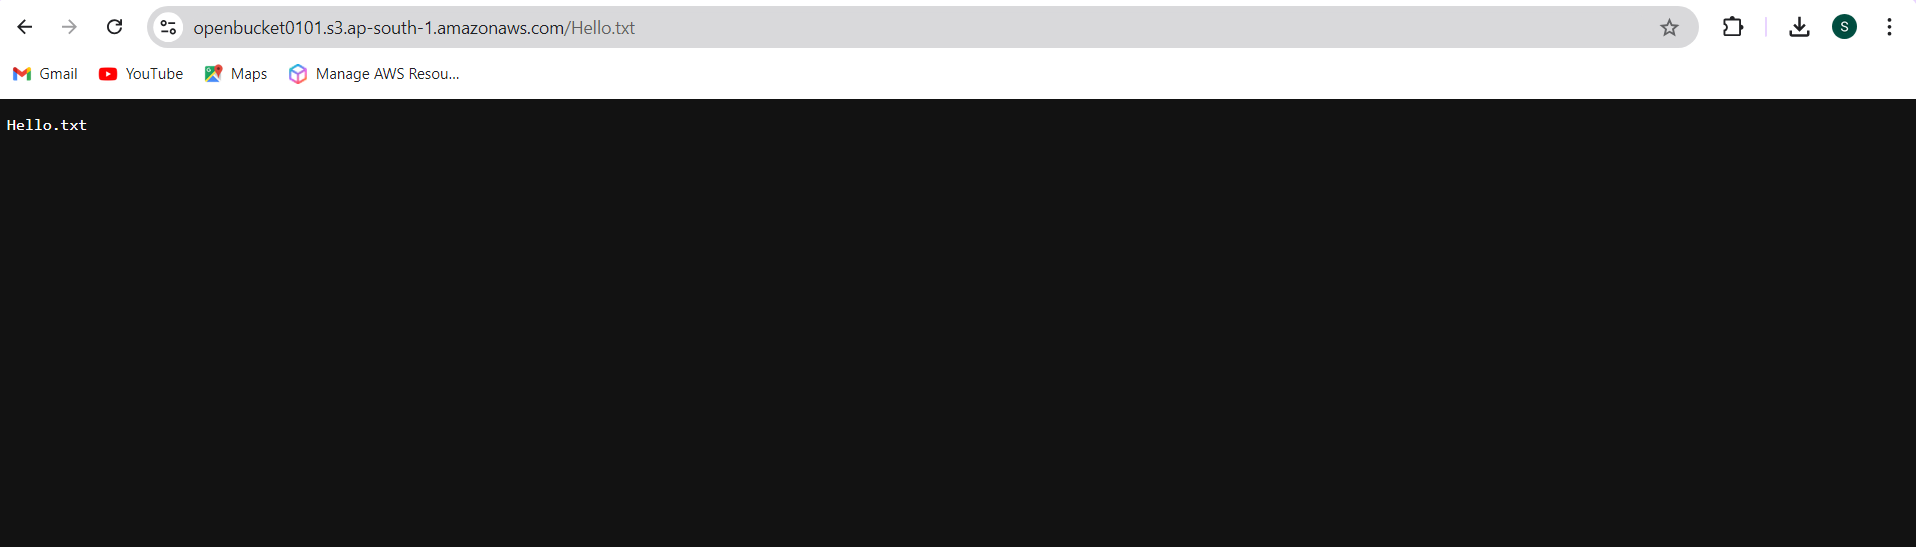 openbucket0101.s3.ap-south-1.amazonaws.com/Hello.txt
S
Gmail YouTube Maps Manage AWS Resou...
Hello.txt